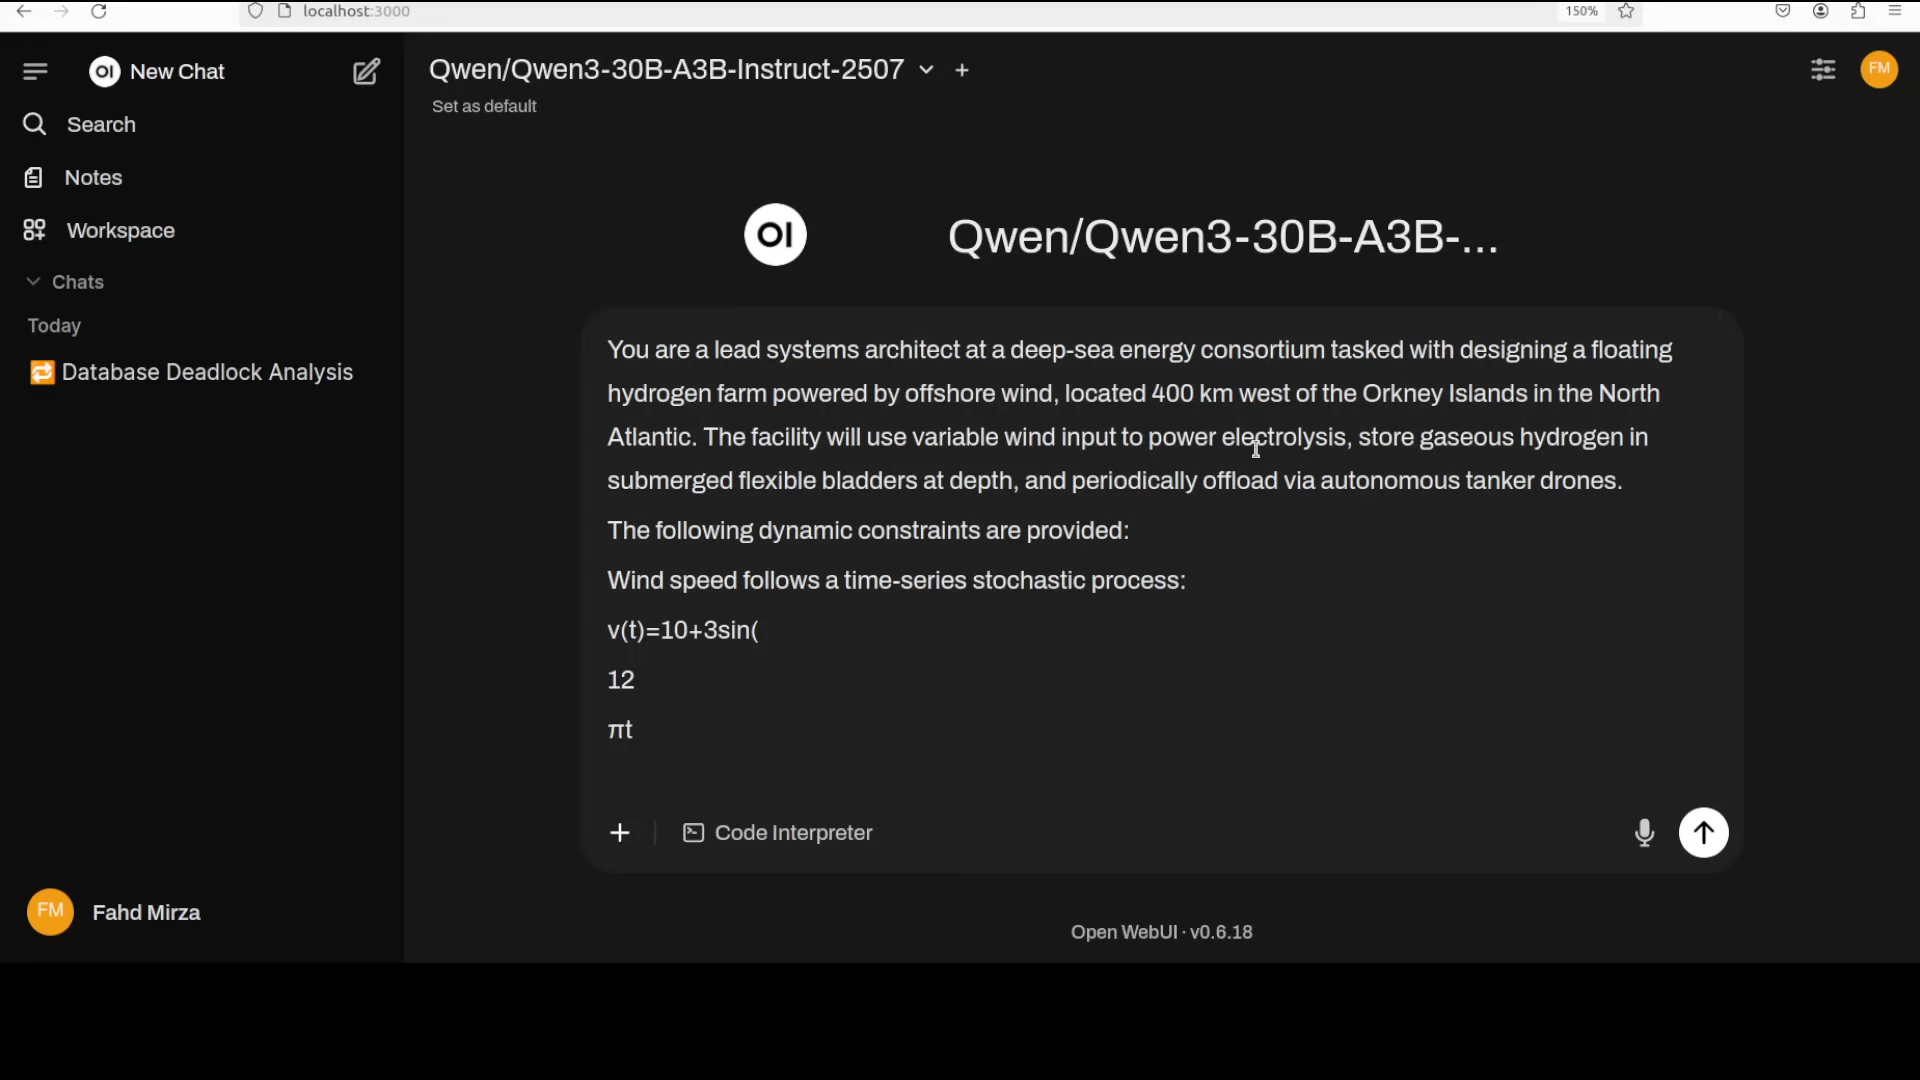 localhost:3000
150%
New Chat
Qwen/Qwen3-30B-A3B-Instruct-2507
FM
Set as default
Search
Notes
Workspace
Chats
Today
Database Deadlock Analysis
OI Qwen/Qwen3-30B-A3B-...
You are a lead systems architect at a deep-sea energy consortium tasked with designing a floating
hydrogen farm powered by offshore wind, located 400 km west of the Orkney Islands in the North
Atlantic. The facility will use variable wind input to power electrolysis, store gaseous hydrogen in
submerged flexible bladders at depth, and periodically offload via autonomous tanker drones.
The following dynamic constraints are provided:
Wind speed follows a time-series stochastic process:
v(t)=10+3sin(
12
πt
Code Interpreter
FM Fahd Mirza
Open WebUI · v0.6.18